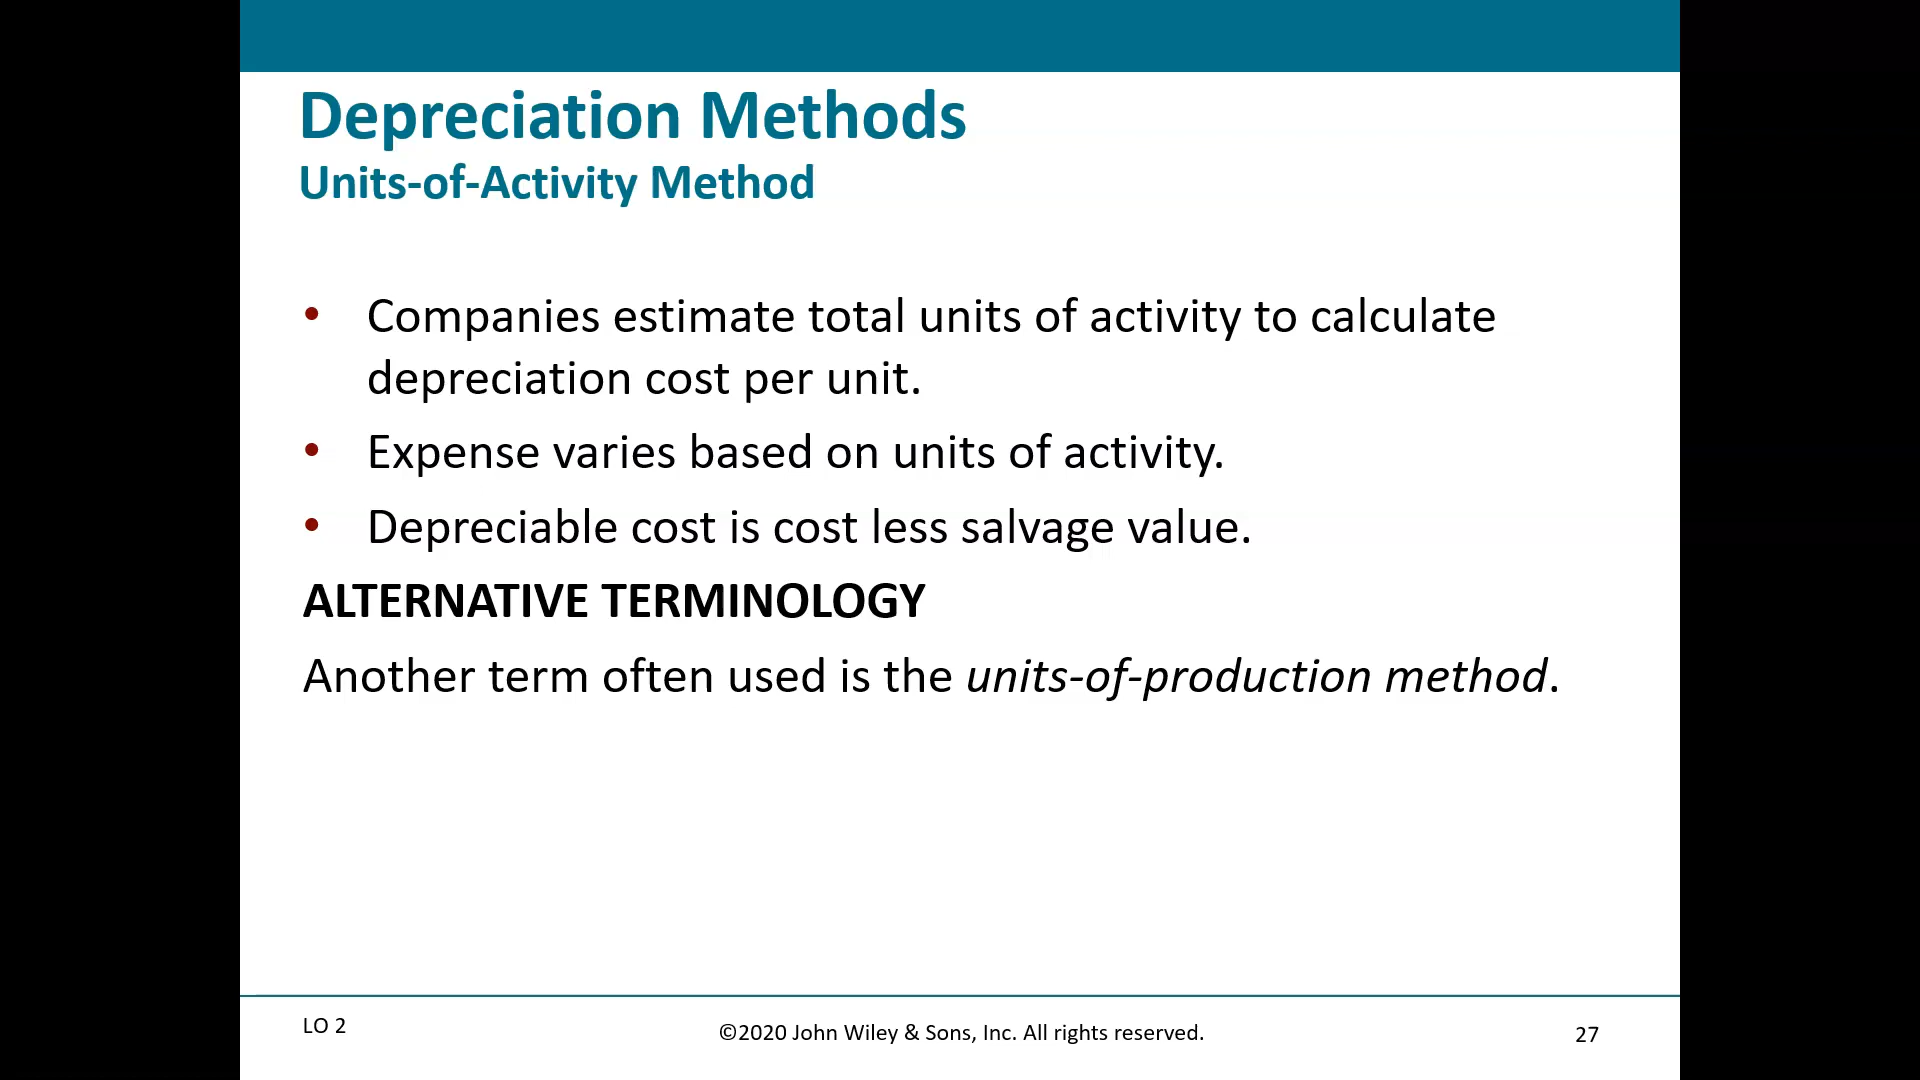 Depreciation Methods
Units-of-Activity Method
• Companies estimate total units of activity to calculate
depreciation cost per unit.
• Expense varies based on units of activity.
• Depreciable cost is cost less salvage value.
ALTERNATIVE TERMINOLOGY
Another term often used is the units-of-production method.
LO 2
©2020 John Wiley & Sons, Inc. All rights reserved.
27